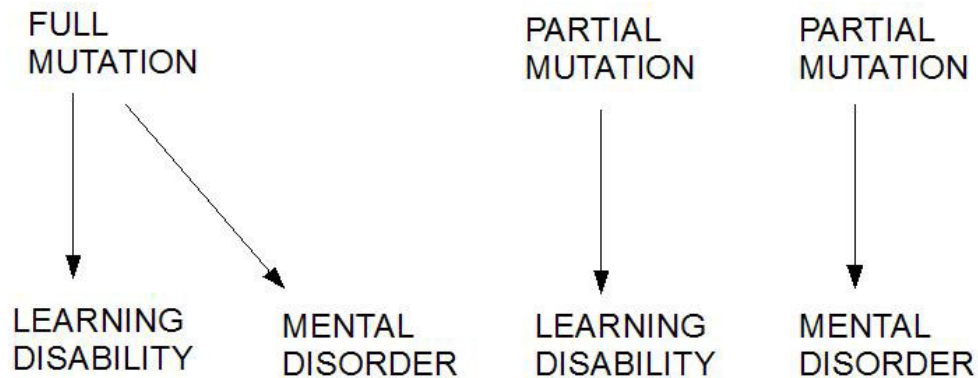 FULL
MUTATION
PARTIAL
MUTATION
PARTIAL
MUTATION
LEARNING
DISABILITY
MENTAL
DISORDER
LEARNING
DISABILITY
MENTAL
DISORDER